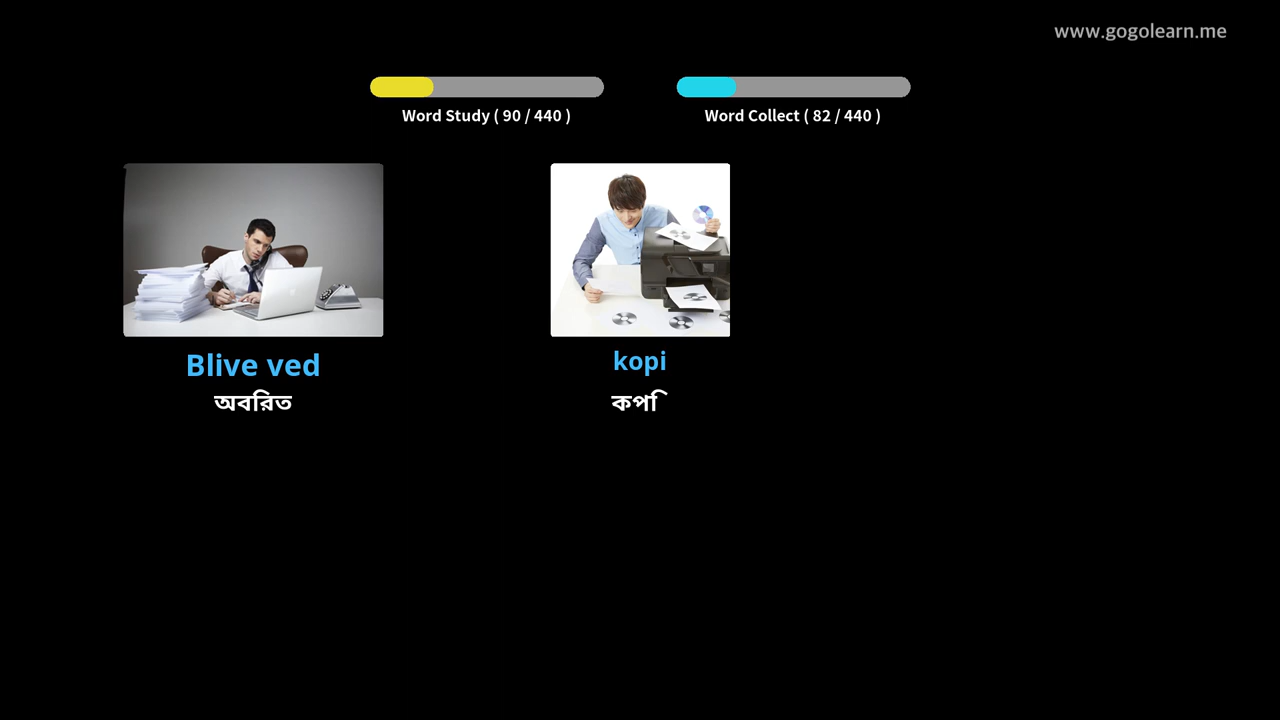 www.gogolearn.me
Word Study ( 90 / 440 )
Word Collect ( 82 / 440 )
Blive ved
অবরিত
kopi
কপি